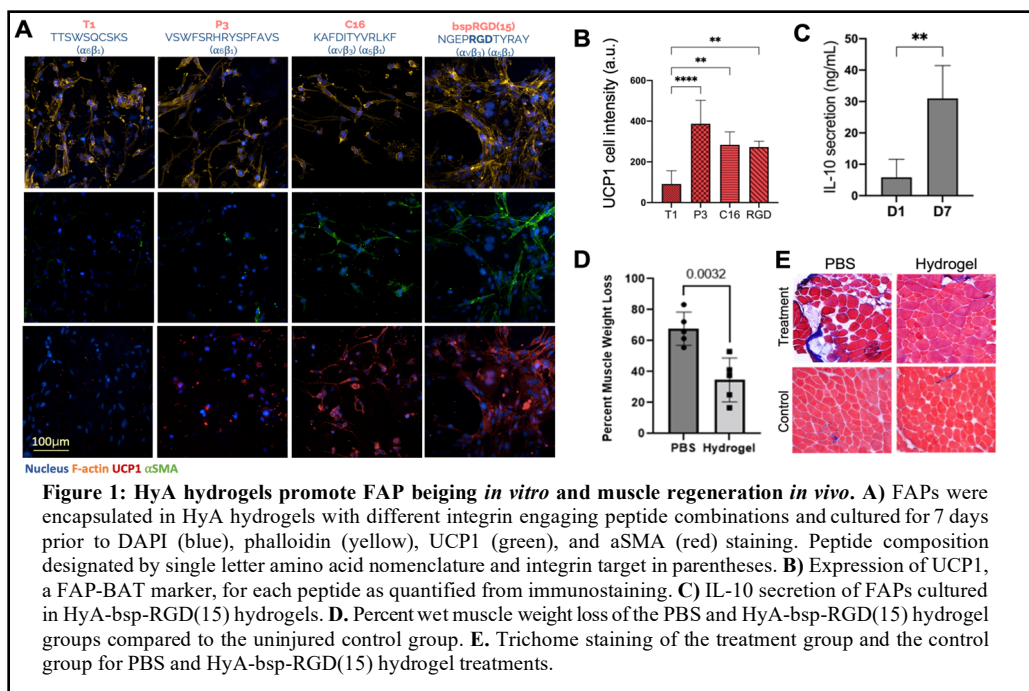 A
T1
TTSWSQCSKS
(α₆β₁)
P3
VSWFSRHRYSPFAVS
(α₆β₁)
C16
KAFDITYVRLKF
(αᵥβ₃) (α₅β₁)
bspRGD(15)
NGEPRGDTYRAY
(αᵥβ₃) (α₅β₁)
100µm
Nucleus F-actin UCP1 αSMA
B
UCP1 cell intensity (a.u.)
600
400
200
0
**
**
****
T1 P3 C16 RGD
C
IL-10 secretion (ng/mL)
50
40
30
20
10
0
**
D1 D7
D
Percent Muscle Weight Loss
100
80
60
40
20
0
0.0032
PBS Hydrogel
E
PBS Hydrogel
Treatment
Control
Figure 1: HyA hydrogels promote FAP beiging in vitro and muscle regeneration in vivo. A) FAPs were
encapsulated in HyA hydrogels with different integrin engaging peptide combinations and cultured for 7 days
prior to DAPI (blue), phalloidin (yellow), UCP1 (green), and aSMA (red) staining. Peptide composition
designated by single letter amino acid nomenclature and integrin target in parentheses. B) Expression of UCP1,
a FAP-BAT marker, for each peptide as quantified from immunostaining. C) IL-10 secretion of FAPs cultured
in HyA-bsp-RGD(15) hydrogels. D. Percent wet muscle weight loss of the PBS and HyA-bsp-RGD(15) hydrogel
groups compared to the uninjured control group. E. Trichome staining of the treatment group and the control
group for PBS and HyA-bsp-RGD(15) hydrogel treatments.